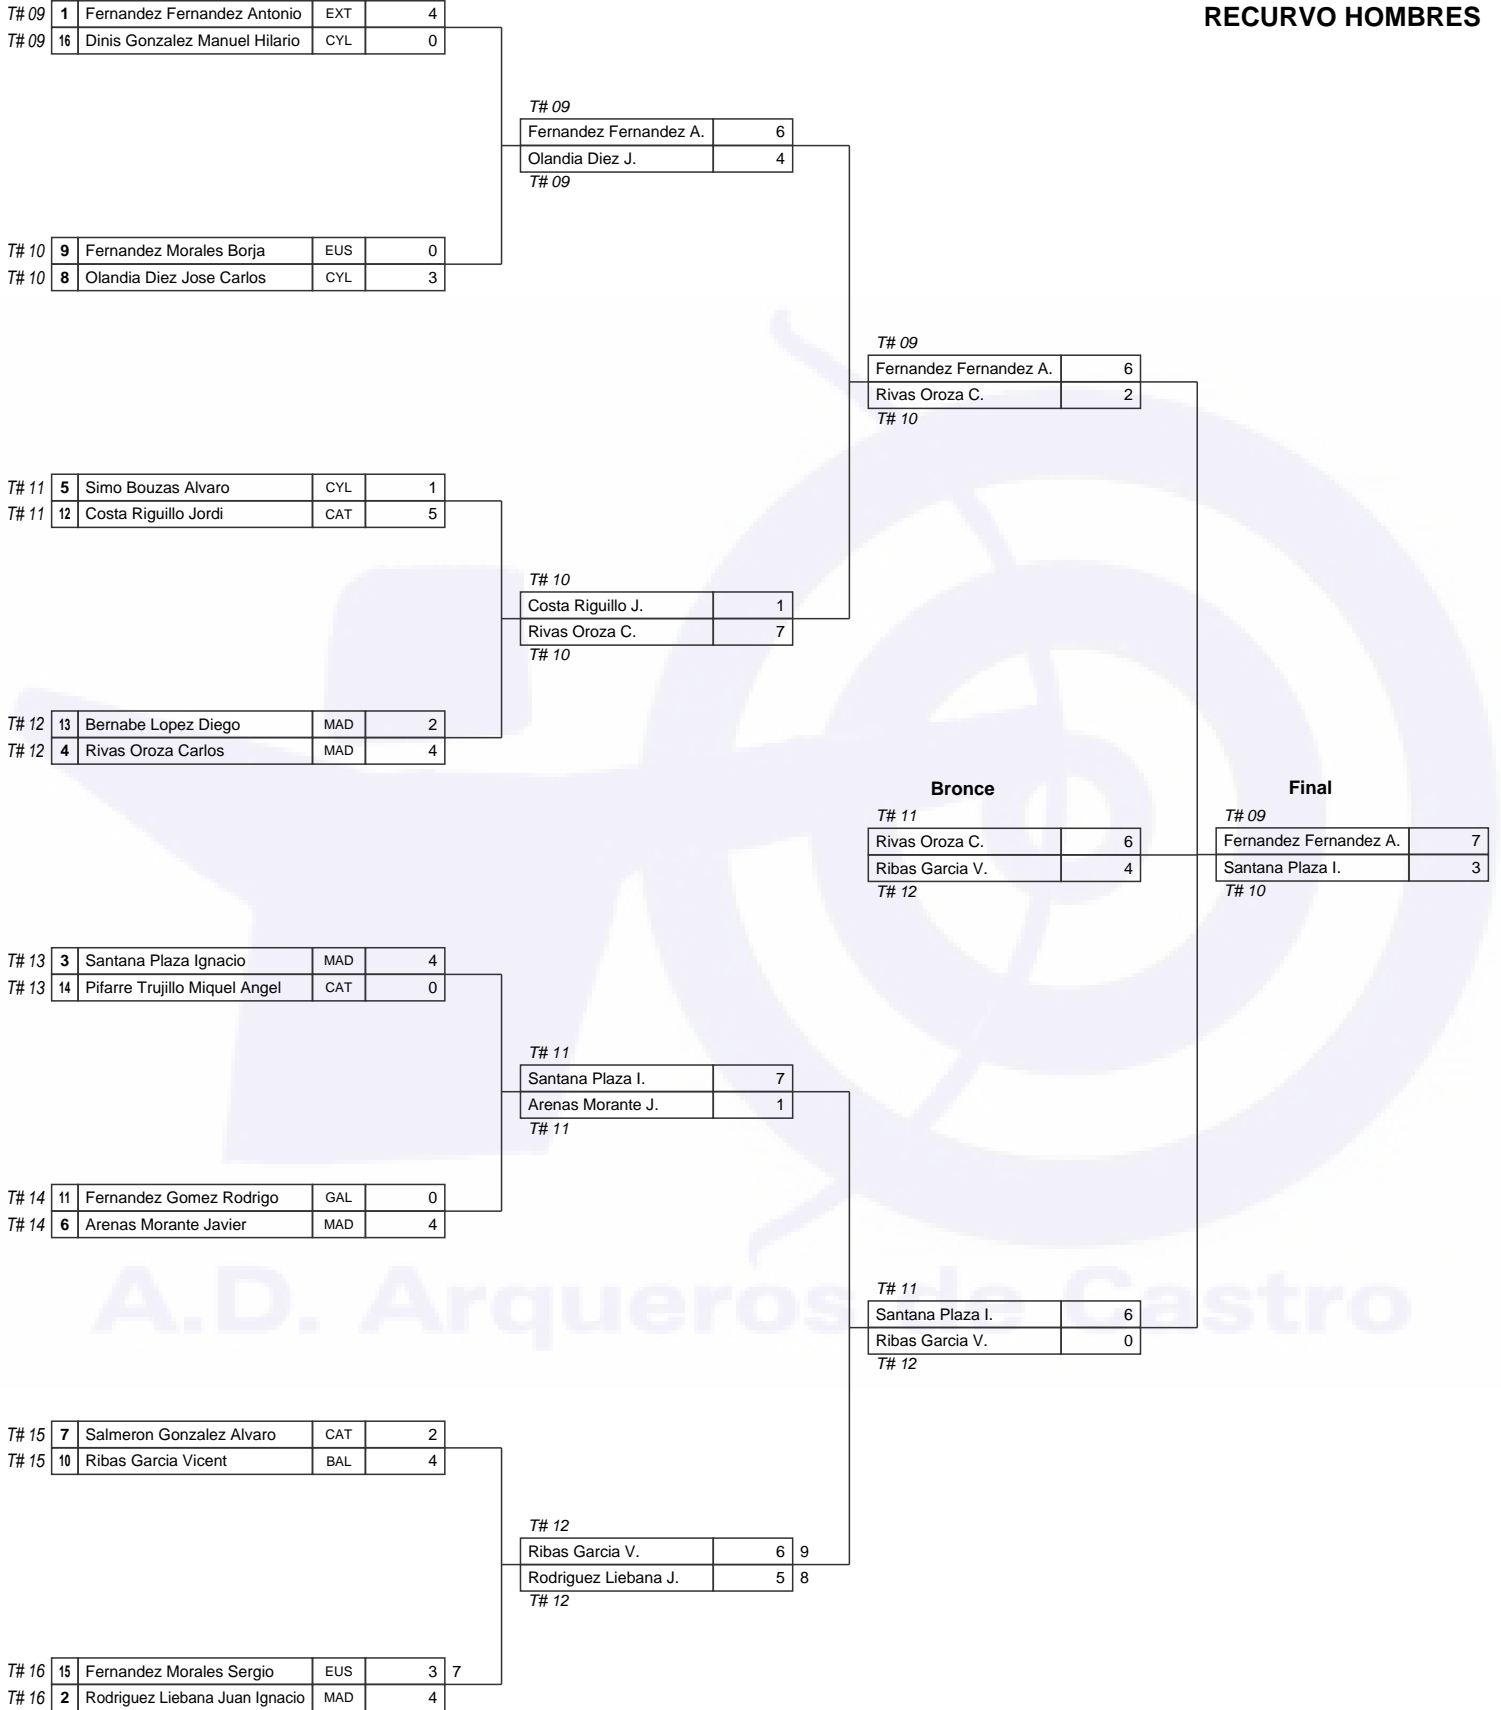 RECURVO HOMBRES
T# 09 1 Fernandez Fernandez Antonio EXT 4
T# 09 16 Dinis Gonzalez Manuel Hilario CYL 0
T# 09
Fernandez Fernandez A. 6
Olandia Diez J. 4
T# 09
T# 10 9 Fernandez Morales Borja EUS 0
T# 10 8 Olandia Diez Jose Carlos CYL 3
T# 09
Fernandez Fernandez A. 6
Rivas Oroza C. 2
T# 10
T# 11 5 Simo Bouzas Alvaro CYL 1
T# 11 12 Costa Riguillo Jordi CAT 5
T# 10
Costa Riguillo J. 1
Rivas Oroza C. 7
T# 10
T# 12 13 Bernabe Lopez Diego MAD 2
T# 12 4 Rivas Oroza Carlos MAD 4
Bronce
T# 11
Rivas Oroza C. 6
Ribas Garcia V. 4
T# 12
Final
T# 09
Fernandez Fernandez A. 7
Santana Plaza I. 3
T# 10
T# 13 3 Santana Plaza Ignacio MAD 4
T# 13 14 Pifarre Trujillo Miquel Angel CAT 0
T# 11
Santana Plaza I. 7
Arenas Morante J. 1
T# 11
T# 14 11 Fernandez Gomez Rodrigo GAL 0
T# 14 6 Arenas Morante Javier MAD 4
A.D. Arqueros de Castro
T# 11
Santana Plaza I. 6
Ribas Garcia V. 0
T# 12
T# 15 7 Salmeron Gonzalez Alvaro CAT 2
T# 15 10 Ribas Garcia Vicent BAL 4
T# 12
Ribas Garcia V. 6 9
Rodriguez Liebana J. 5 8
T# 12
T# 16 15 Fernandez Morales Sergio EUS 3 7
T# 16 2 Rodriguez Liebana Juan Ignacio MAD 4